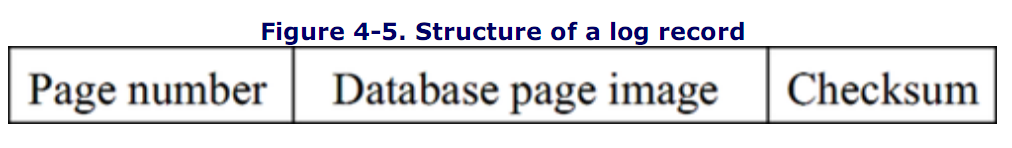 Figure 4-5. Structure of a log record
Page number Database page image Checksum